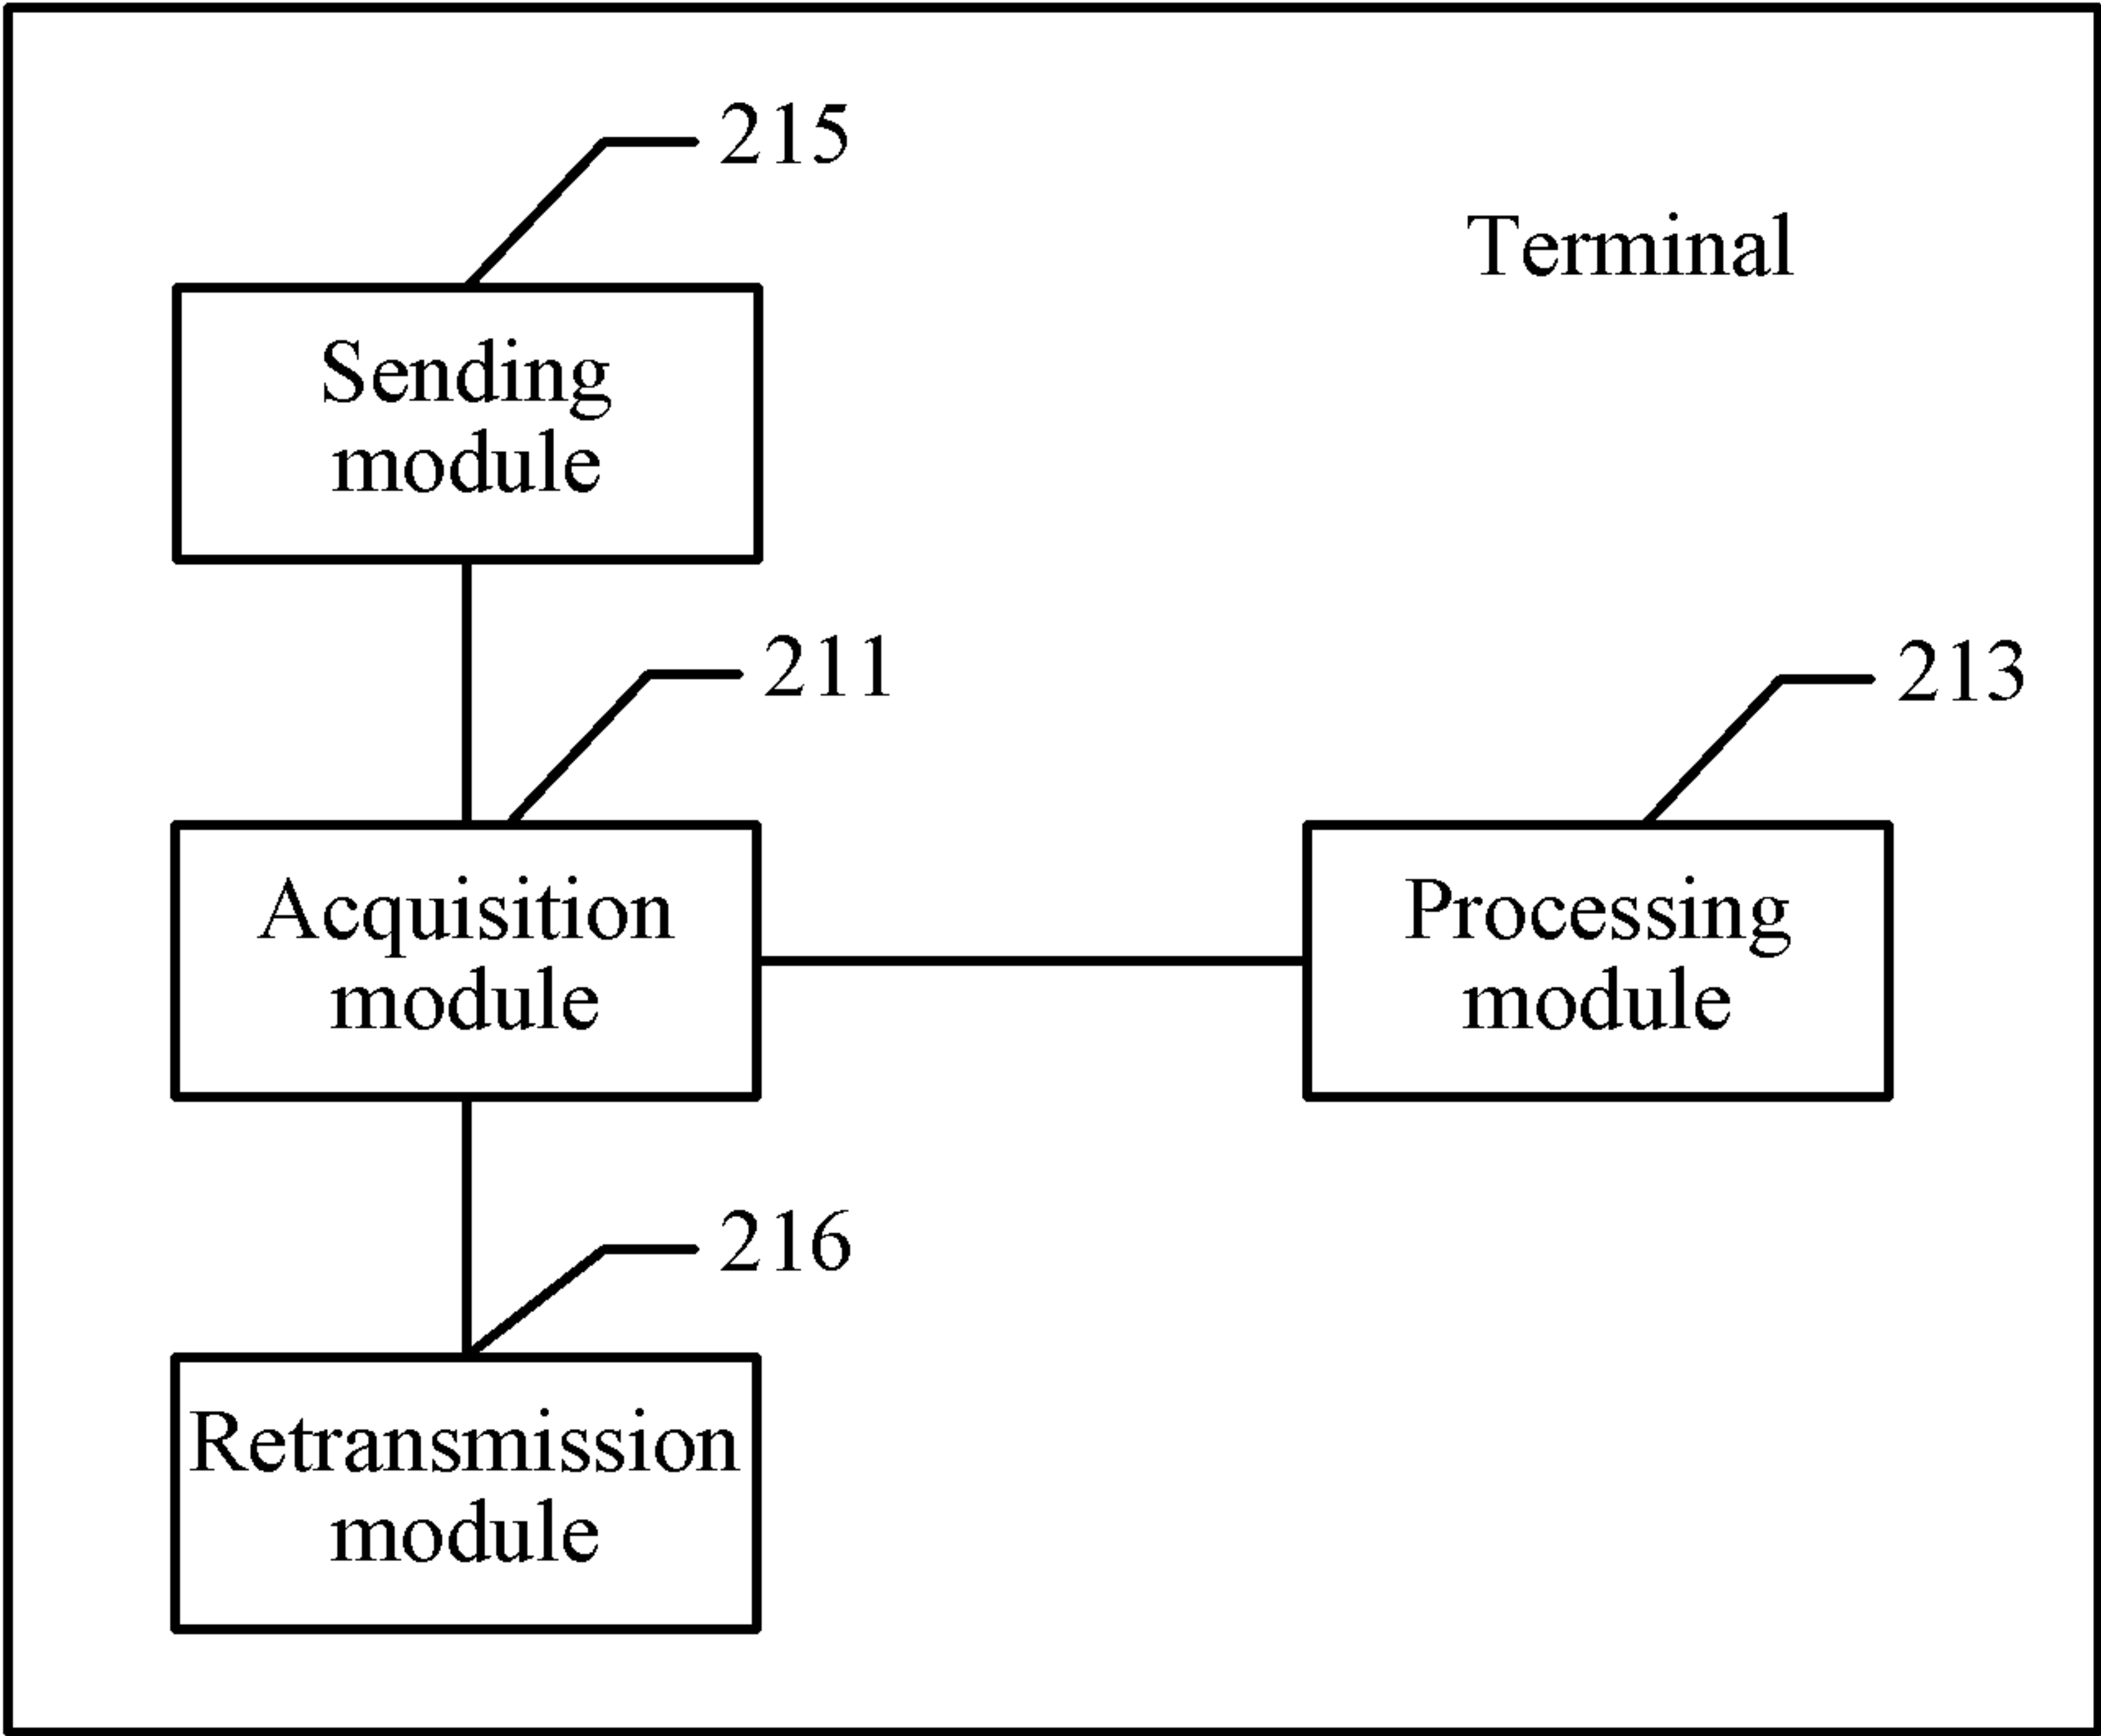 215
Terminal
Sending
module
211
213
Acquisition
module
Processing
module
216
Retransmission
module